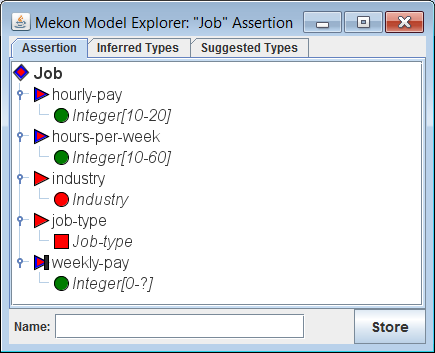 Mekon Model Explorer: "Job" Assertion
Assertion Inferred Types Suggested Types
Job
hourly-pay
Integer[10-20]
hours-per-week
Integer[10-60]
industry
Industry
job-type
Job-type
weekly-pay
Integer[0-?]
Name: Store